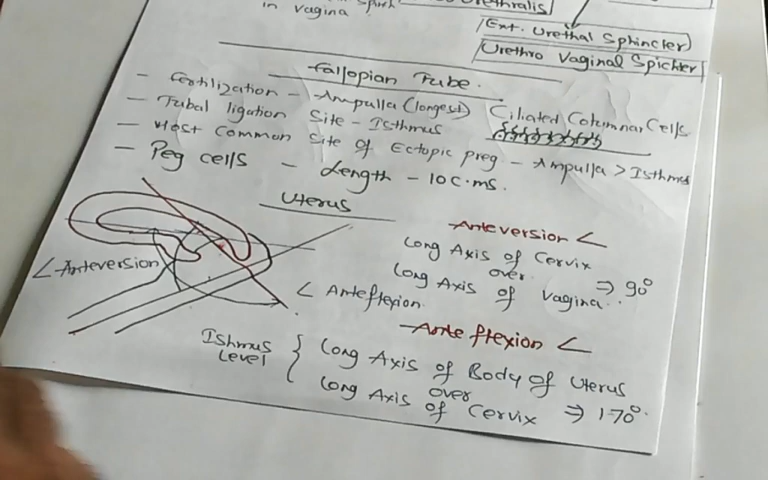 in vagina
Urethralis
Ext. Urethal Sphincter
Urethro Vaginal Spichter
Fallopian Tube.
- Fertilization - Ampulla (longest) Ciliated Columnar Cells
- Tubal ligation Site - Isthmus
- Most Common Site of Ectopic preg - Ampulla > Isthmus
- Peg cells - Length - 10 C.ms.
Uterus
Anteversion ∠
Long Axis of Cervix
over
Long Axis of Vagina.. ⇒ 90°
∠ Anteversion
∠ Anteflexion
Anteflexion ∠
Ishmus Level { Long Axis of Body of Uterus
over
Long Axis of Cervix ⇒ 170°.